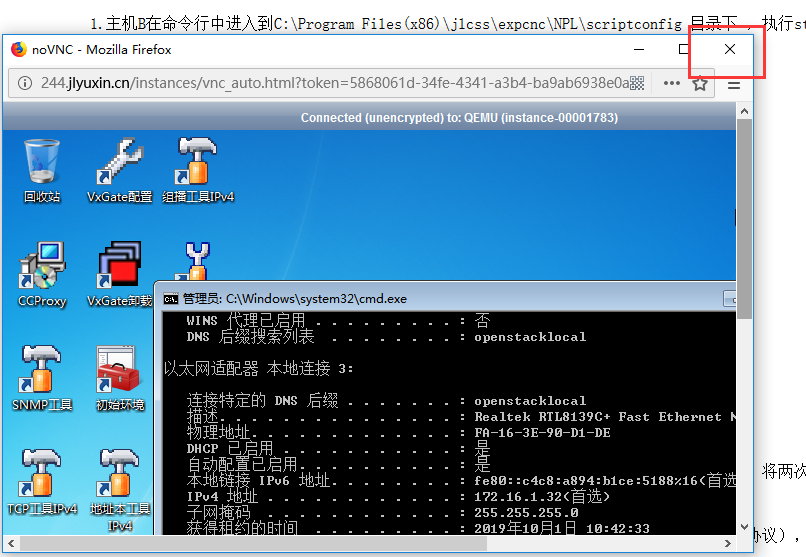 1.主机B在命令行中进入到C:\Program Files(x86)\jlcss\expcnc\NPL\scriptconfig 目录下 ，执行st
noVNC - Mozilla Firefox
244.jlyuxin.cn/instances/vnc_auto.html?token=5868061d-34fe-4341-a3b4-ba9ab6938e0a
Connected (unencrypted) to: QEMU (instance-00001783)
回收站
VxGate配置
组播工具IPv4
CCProxy
VxGate卸载
管理员: C:\Windows\system32\cmd.exe
WINS 代理已启用 . . . . . . . . . : 否
DNS 后缀搜索列表 . . . . . . . . : openstacklocal
以太网适配器 本地连接 3:
连接特定的 DNS 后缀 . . . . . . . : openstacklocal
描述. . . . . . . . . . . . . . . : Realtek RTL8139C+ Fast Ethernet N
物理地址. . . . . . . . . . . . . : FA-16-3E-90-D1-DE
DHCP 已启用 . . . . . . . . . . . : 是
自动配置已启用. . . . . . . . . . : 是
本地链接 IPv6 地址. . . . . . . . : fe80::c4c8:a894:b1ce:5188%16(首选
IPv4 地址 . . . . . . . . . . . . : 172.16.1.32(首选)
子网掩码 . . . . . . . . . . . . : 255.255.255.0
获得租约的时间 . . . . . . . . . : 2019年10月1日 10:42:33
SNMP工具
初始环境
TCP工具IPv4
地址本工具
IPv4
将两次
协议），